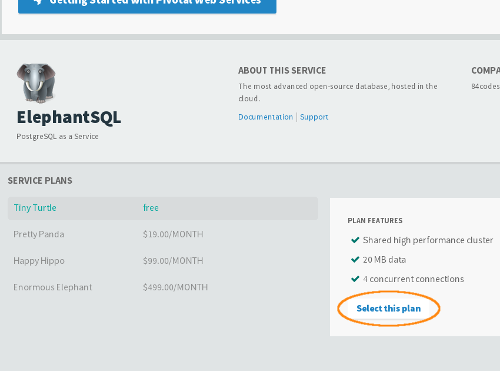 Getting Started with Pivotal Web Services
ABOUT THIS SERVICE
The most advanced open-source database, hosted in the
cloud.
Documentation | Support
84codes
ElephantSQL
PostgreSQL as a Service
SERVICE PLANS
Tiny Turtle free
Pretty Panda $19.00/MONTH
Happy Hippo $99.00/MONTH
Enormous Elephant $499.00/MONTH
PLAN FEATURES
Shared high performance cluster
20 MB data
4 concurrent connections
Select this plan